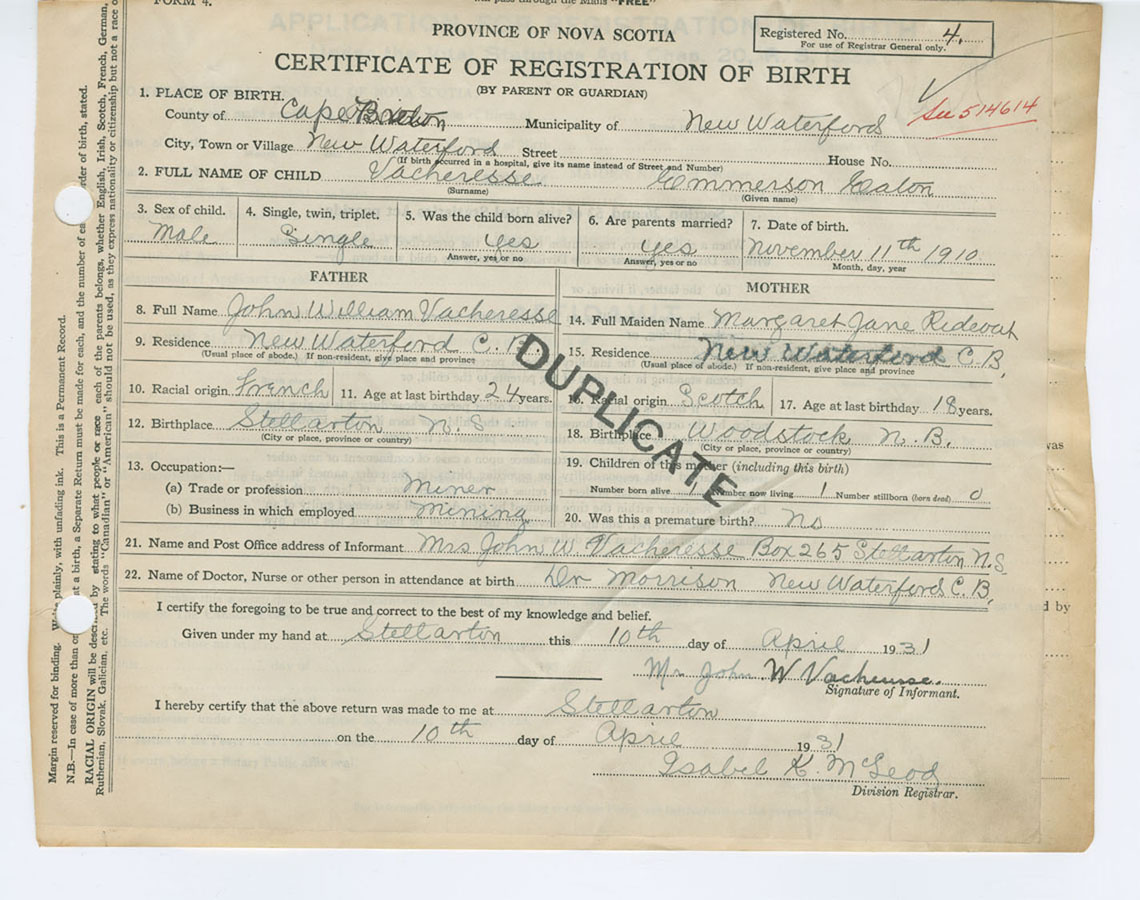 FORM 4.
will pass through the Mails "FREE"
PROVINCE OF NOVA SCOTIA
Registered No. 4.
For use of Registrar General only.
CERTIFICATE OF REGISTRATION OF BIRTH
(BY PARENT OR GUARDIAN)
See 514614
1. PLACE OF BIRTH.
County of Cape Breton Municipality of New Waterford
City, Town or Village New Waterford Street House No.
(If birth occurred in a hospital, give its name instead of Street and Number)
2. FULL NAME OF CHILD Vacheresse Emmerson Eaton
(Surname) (Given name)
3. Sex of child. 4. Single, twin, triplet. 5. Was the child born alive? 6. Are parents married? 7. Date of birth.
Male Single yes yes November 11th 1910
Answer, yes or no Answer, yes or no Month, day, year
FATHER MOTHER
8. Full Name John William Vacheresse 14. Full Maiden Name Margaret Jane Rideout
9. Residence New Waterford C. B. 15. Residence New Waterford C B,
(Usual place of abode.) If non-resident, give place and province (Usual place of abode.) If non-resident, give place and province
DUPLICATE
10. Racial origin French 11. Age at last birthday 24 years. 16. Racial origin Scotch 17. Age at last birthday 18 years.
12. Birthplace Stellarton N. S 18. Birthplace Woodstock N. B.
(City or place, province or country) (City or place, province or country)
13. Occupation:— 19. Children of this mother (including this birth)
(a) Trade or profession Miner Number born alive 1 Number now living 1 Number stillborn (born dead) 0
(b) Business in which employed Mining 20. Was this a premature birth? No
21. Name and Post Office address of Informant Mrs John W Vacheresse Box 265 Stellarton N.S
22. Name of Doctor, Nurse or other person in attendance at birth Dr Morrison New Waterford C. B,
I certify the foregoing to be true and correct to the best of my knowledge and belief.
Given under my hand at Stellarton this 10th day of April 1931
Mr John W Vacheresse.
Signature of Informant.
I hereby certify that the above return was made to me at Stellarton
on the 10th day of April 1931
Isabel K. McLeod
Division Registrar.
Margin reserved for binding. Write plainly, with unfading ink. This is a Permanent Record.
N.B.—In case of more than one at a birth, a Separate Return must be made for each, and the number of each in order of birth, stated.
RACIAL ORIGIN will be described by stating to what people or race each of the parents belongs, whether English, Irish, Scotch, French, German,
Ruthenian, Slovak, Galician, etc. The words "Canadian" or "American" should not be used, as they express nationality or citizenship but not a race o